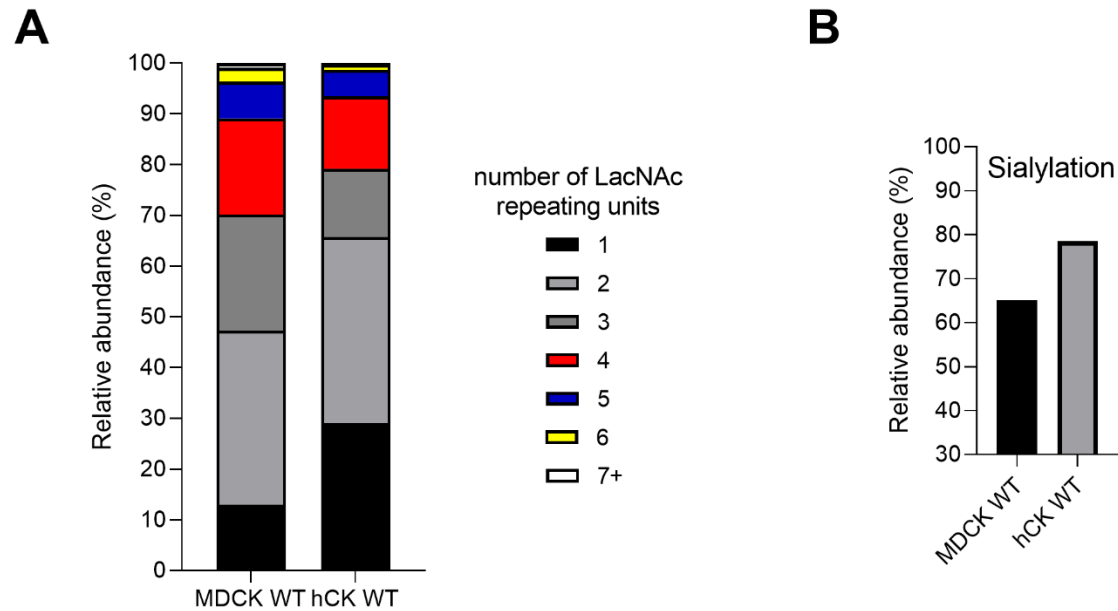 A
Relative abundance (%)
100
90
80
70
60
50
40
30
20
10
0
MDCK WT hCK WT
number of LacNAc
repeating units
1
2
3
4
5
6
7+
B
Relative abundance (%)
100
90
80
70
60
50
40
30
Sialylation
MDCK WT
hCK WT